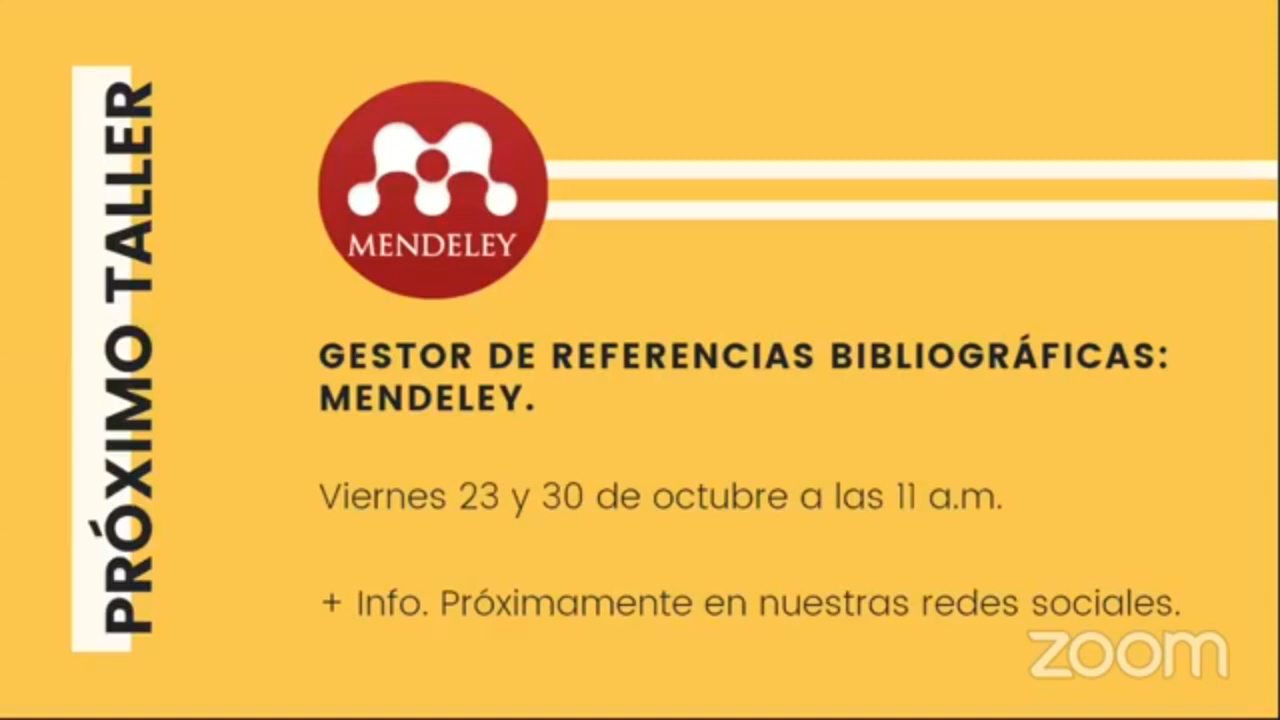 PRÓXIMO TALLER
MENDELEY
GESTOR DE REFERENCIAS BIBLIOGRÁFICAS:
MENDELEY.
Viernes 23 y 30 de octubre a las 11 a.m.
+ Info. Próximamente en nuestras redes sociales.
zoom